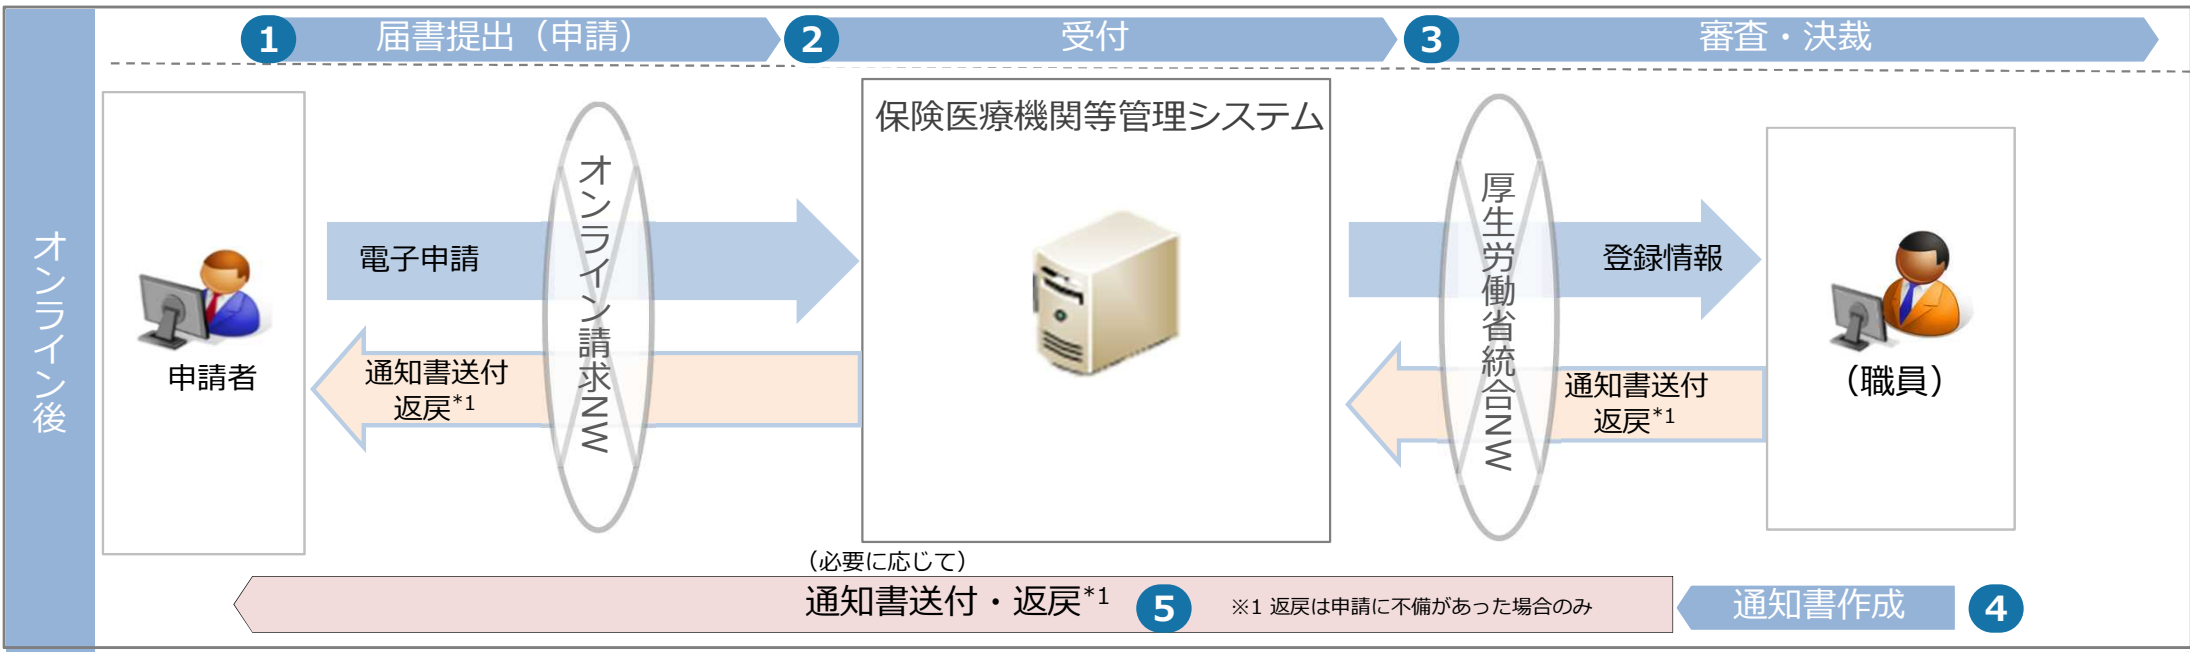 オンライン後
1 届書提出（申請） 2 受付 3 審査・決裁
申請者
電子申請
通知書送付
返戻*1
オンライン請求NW
保険医療機関等管理システム
厚生労働省統合NW
登録情報
通知書送付
返戻*1
（職員）
（必要に応じて）
通知書送付・返戻*1 5 ※1 返戻は申請に不備があった場合のみ
通知書作成 4